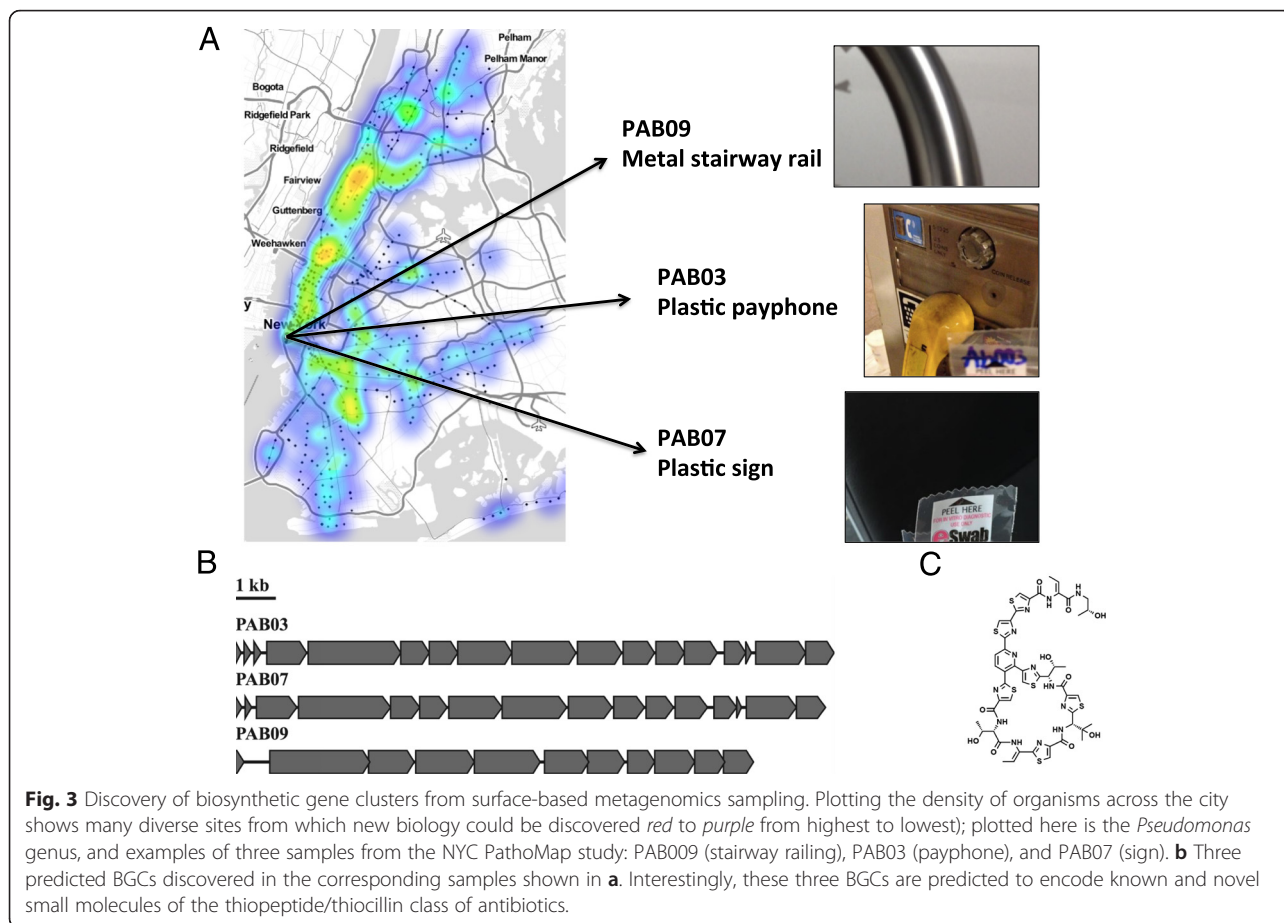 A
Pelham
Pelham Manor
Bogota
Ridgefield Park
Ridgefield
Fairview
Guttenberg
Weehawken
y
New York
PAB09
Metal stairway rail
PAB03
Plastic payphone
Ab003
PEEL HERE
COIN RELEASE
PAB07
Plastic sign
PEEL HERE
eSwab
B
1 kb
PAB03
PAB07
PAB09
C
Fig. 3 Discovery of biosynthetic gene clusters from surface-based metagenomics sampling. Plotting the density of organisms across the city
shows many diverse sites from which new biology could be discovered red to purple from highest to lowest); plotted here is the Pseudomonas
genus, and examples of three samples from the NYC PathoMap study: PAB009 (stairway railing), PAB03 (payphone), and PAB07 (sign). b Three
predicted BGCs discovered in the corresponding samples shown in a. Interestingly, these three BGCs are predicted to encode known and novel
small molecules of the thiopeptide/thiocillin class of antibiotics.